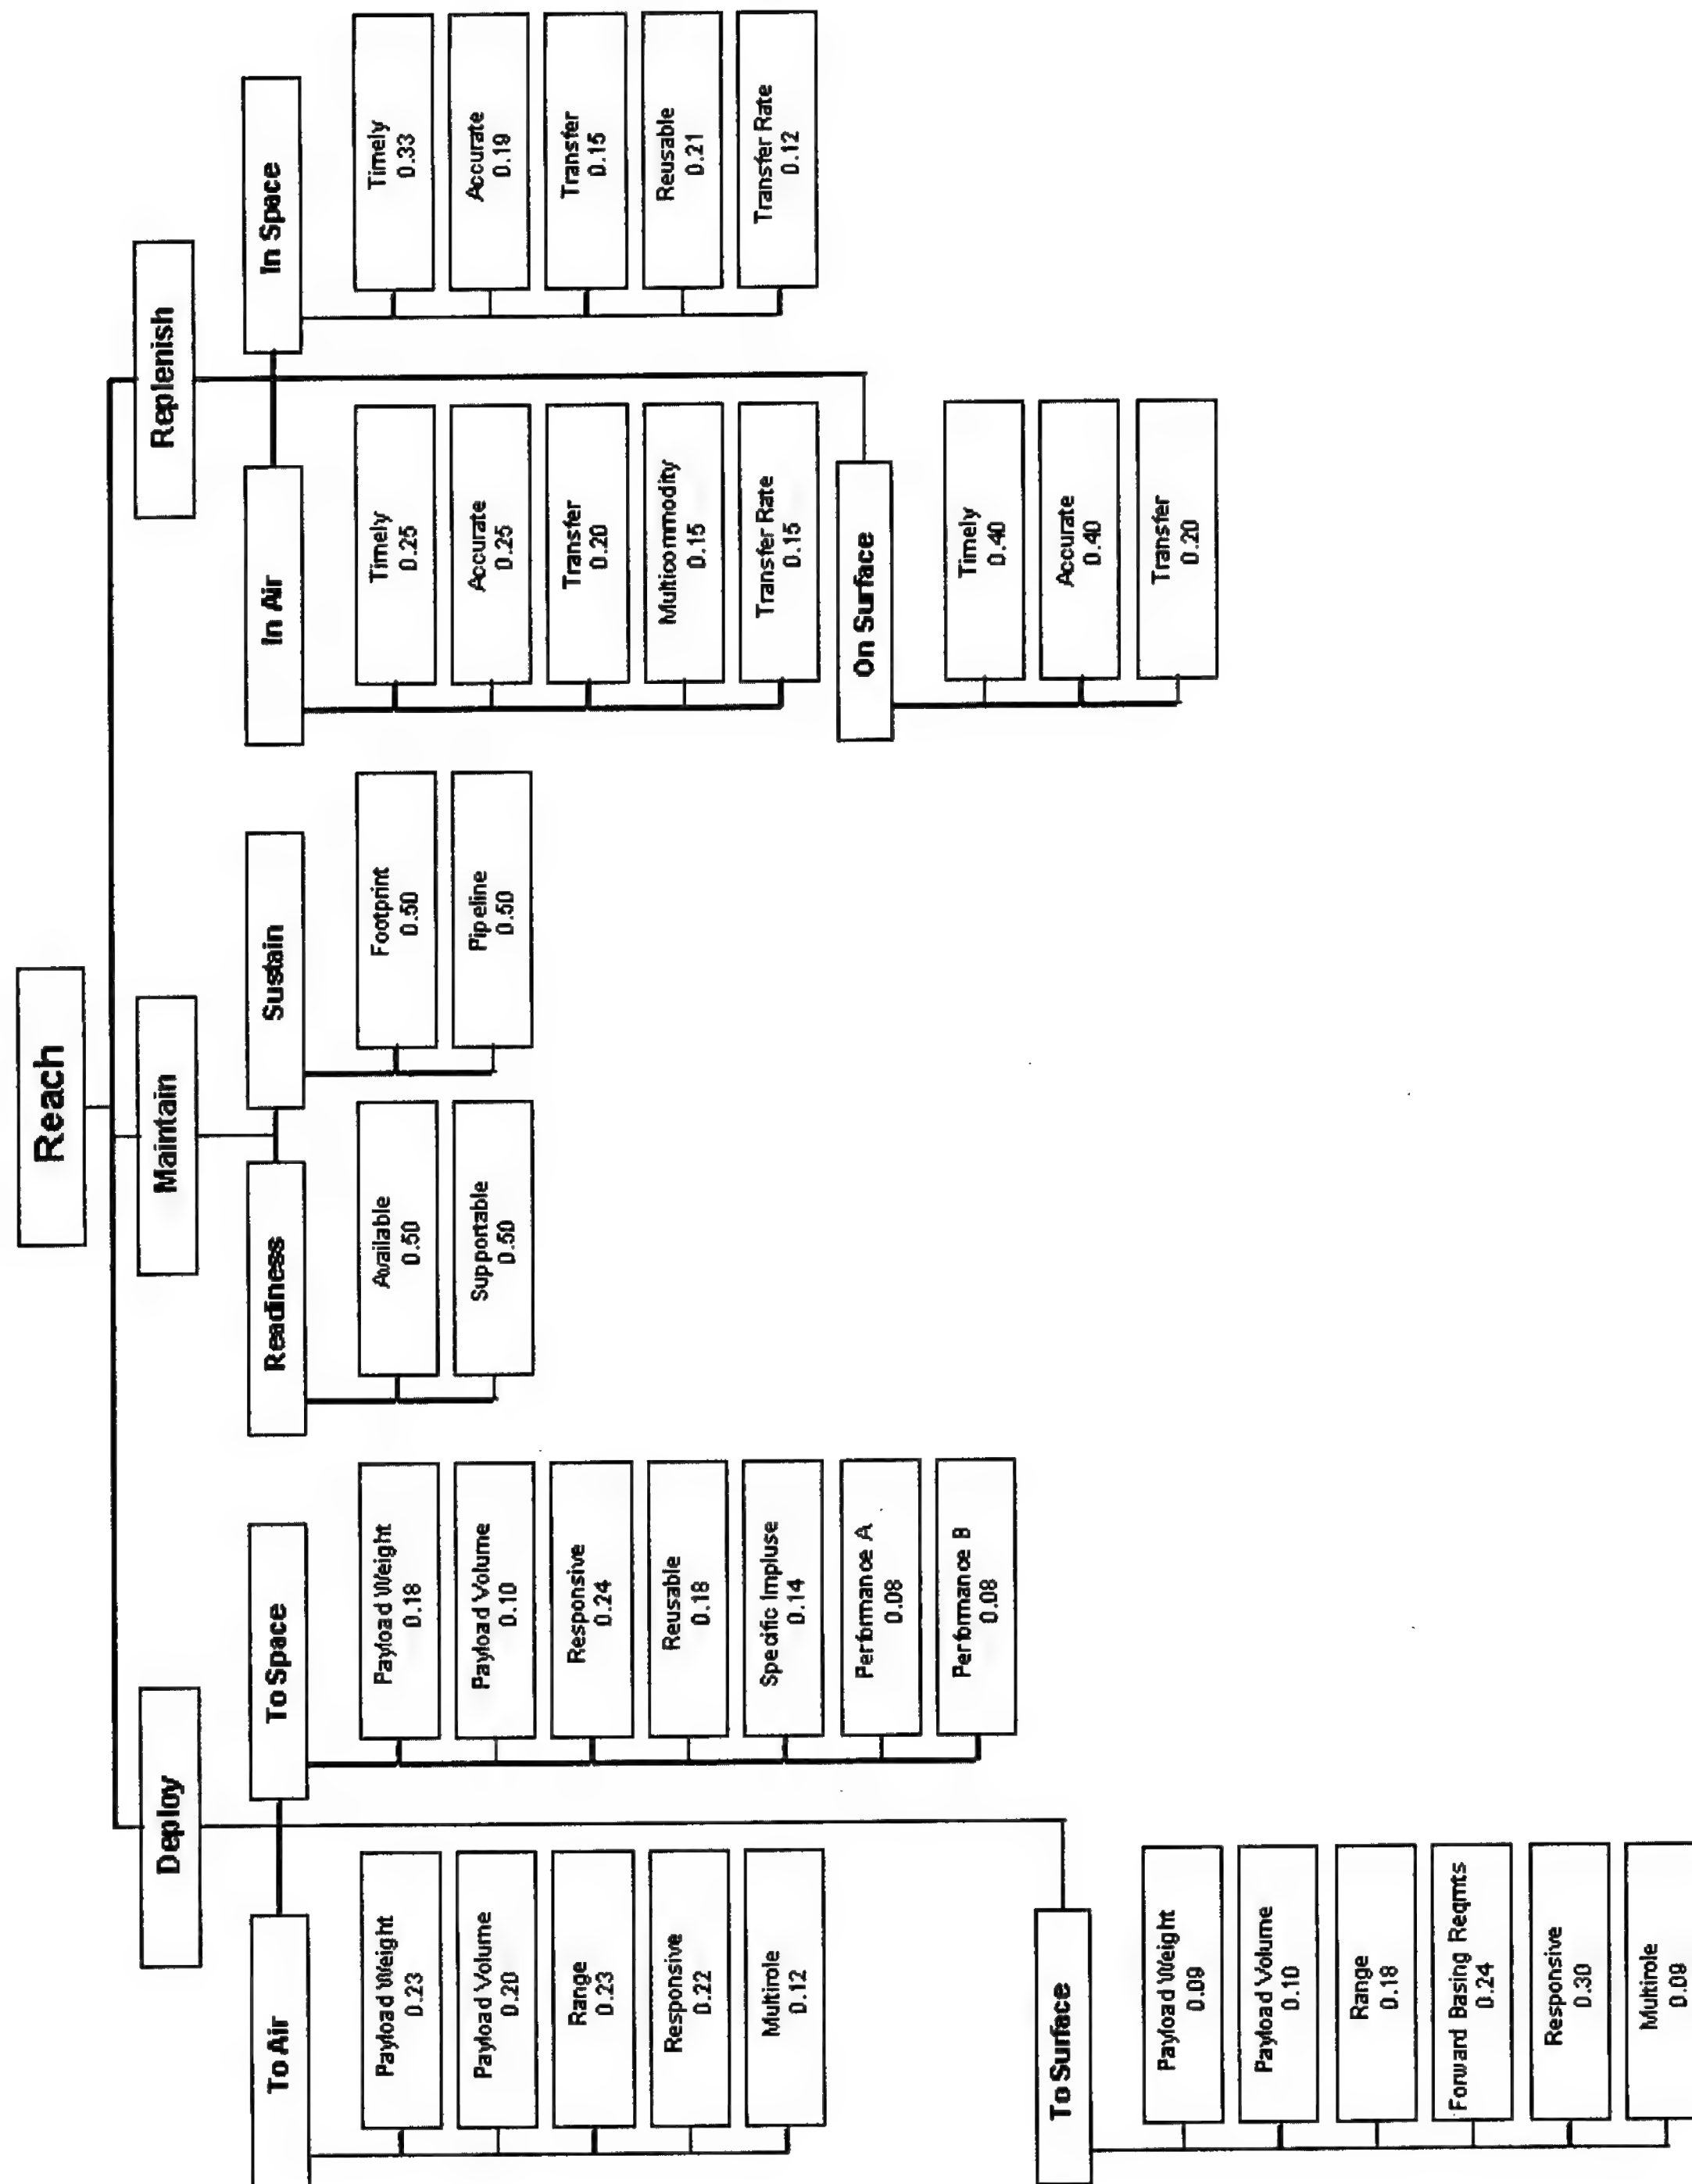 Reach
Deploy
To Air
Payload Weight
0.23
Payload Volume
0.20
Range
0.23
Responsive
0.22
Multirole
0.12
To Space
Payload Weight
0.18
Payload Volume
0.10
Responsive
0.24
Reusable
0.18
Specific Impluse
0.14
Performance A
0.08
Performance B
0.08
To Surface
Payload Weight
0.09
Payload Volume
0.10
Range
0.18
Forward Basing Reqmts
0.24
Responsive
0.30
Multirole
0.09
Maintain
Readiness
Available
0.50
Supportable
0.50
Sustain
Footprint
0.50
Pipeline
0.50
Replenish
In Air
Timely
0.25
Accurate
0.25
Transfer
0.20
Multicommodity
0.15
Transfer Rate
0.15
In Space
Timely
0.33
Accurate
0.19
Transfer
0.15
Reusable
0.21
Transfer Rate
0.12
On Surface
Timely
0.40
Accurate
0.40
Transfer
0.20